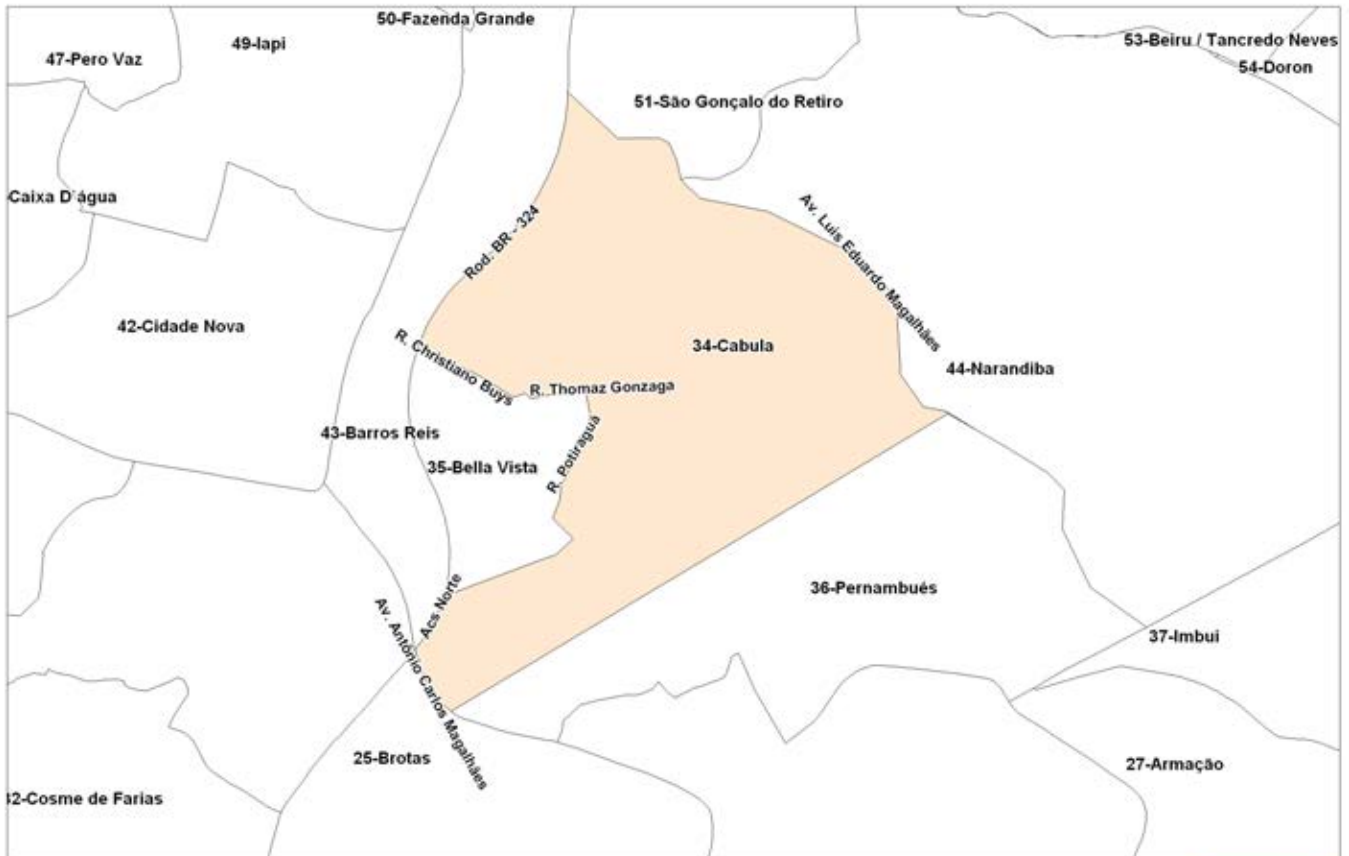 50-Fazenda Grande
49-Iapi
47-Pero Vaz
53-Beiru / Tancredo Neves
54-Doron
51-São Gonçalo do Retiro
-Caixa D'água
Av. Luis Eduardo Magalhães
Rod. BR - 324
42-Cidade Nova
R. Christiano Buys
34-Cabula
44-Narandiba
R. Thomaz Gonzaga
43-Barros Reis
35-Bella Vista
R. Potiraguá
36-Pernambués
Acs Norte
Av. Antônio Carlos Magalhães
37-Imbui
25-Brotas
27-Armação
32-Cosme de Farias